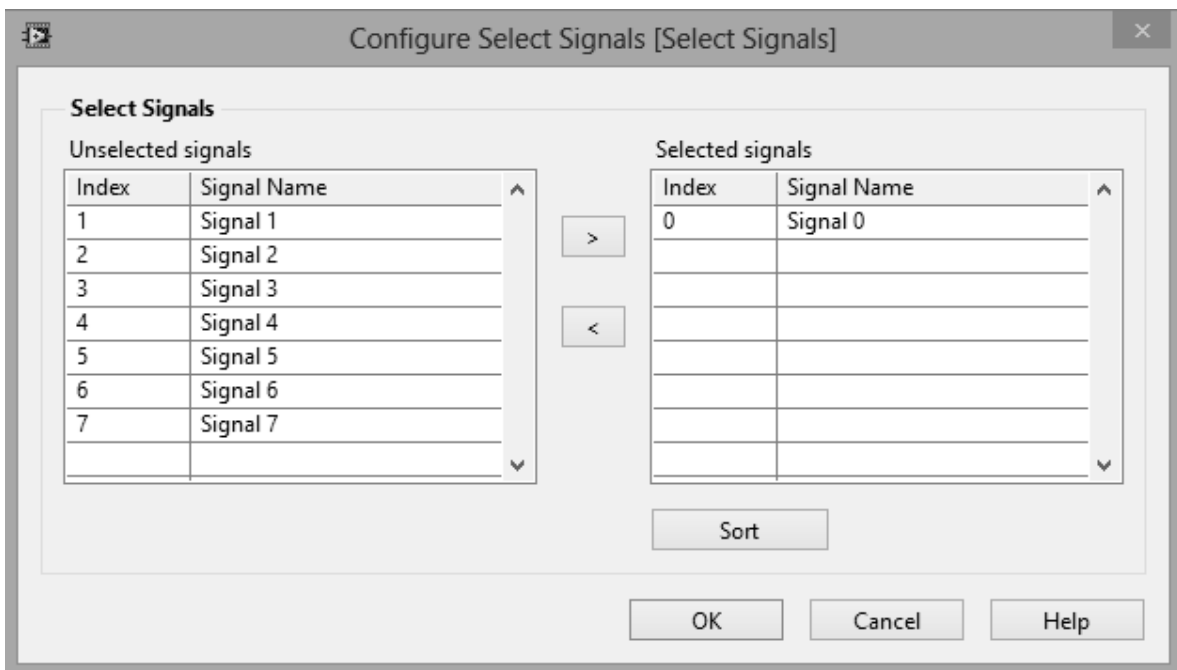 Configure Select Signals [Select Signals]
×
Select Signals
Unselected signals
Index Signal Name
1 Signal 1
2 Signal 2
3 Signal 3
4 Signal 4
5 Signal 5
6 Signal 6
7 Signal 7
>
<
Selected signals
Index Signal Name
0 Signal 0
Sort
OK Cancel Help